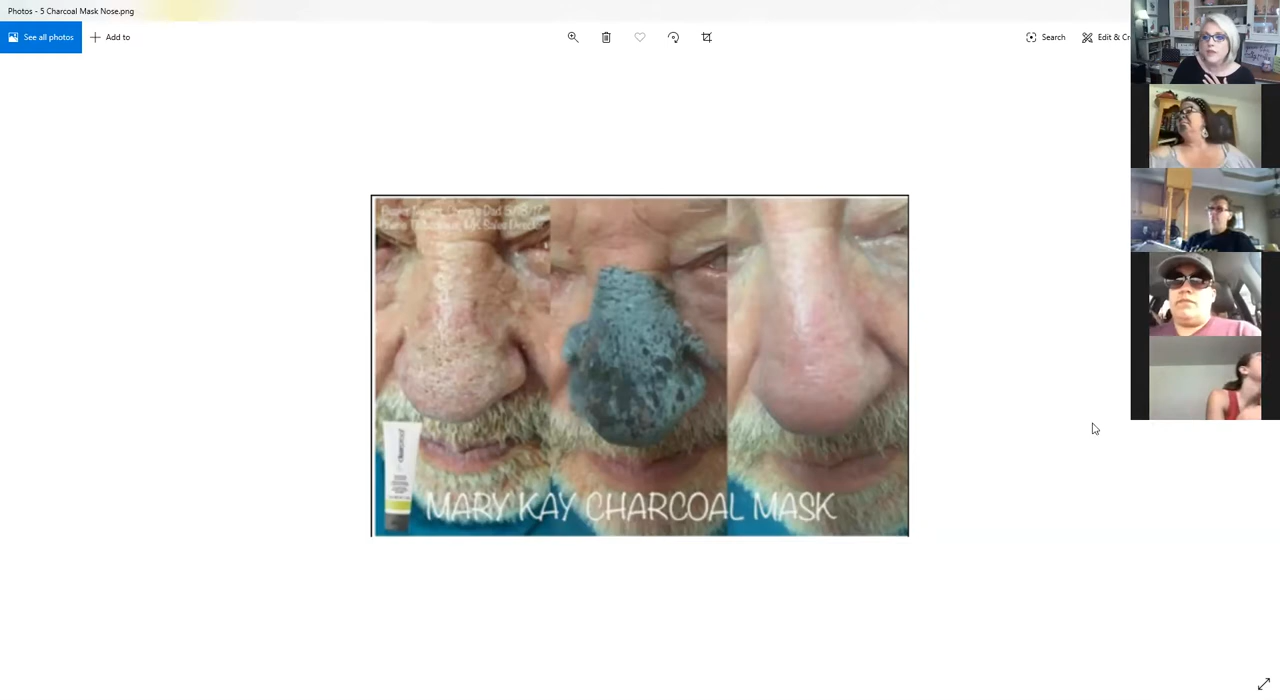 Photos - 5 Charcoal Mask Nose.png
See all photos
Add to
Search
Edit & Cr
MARY KAY CHARCOAL MASK